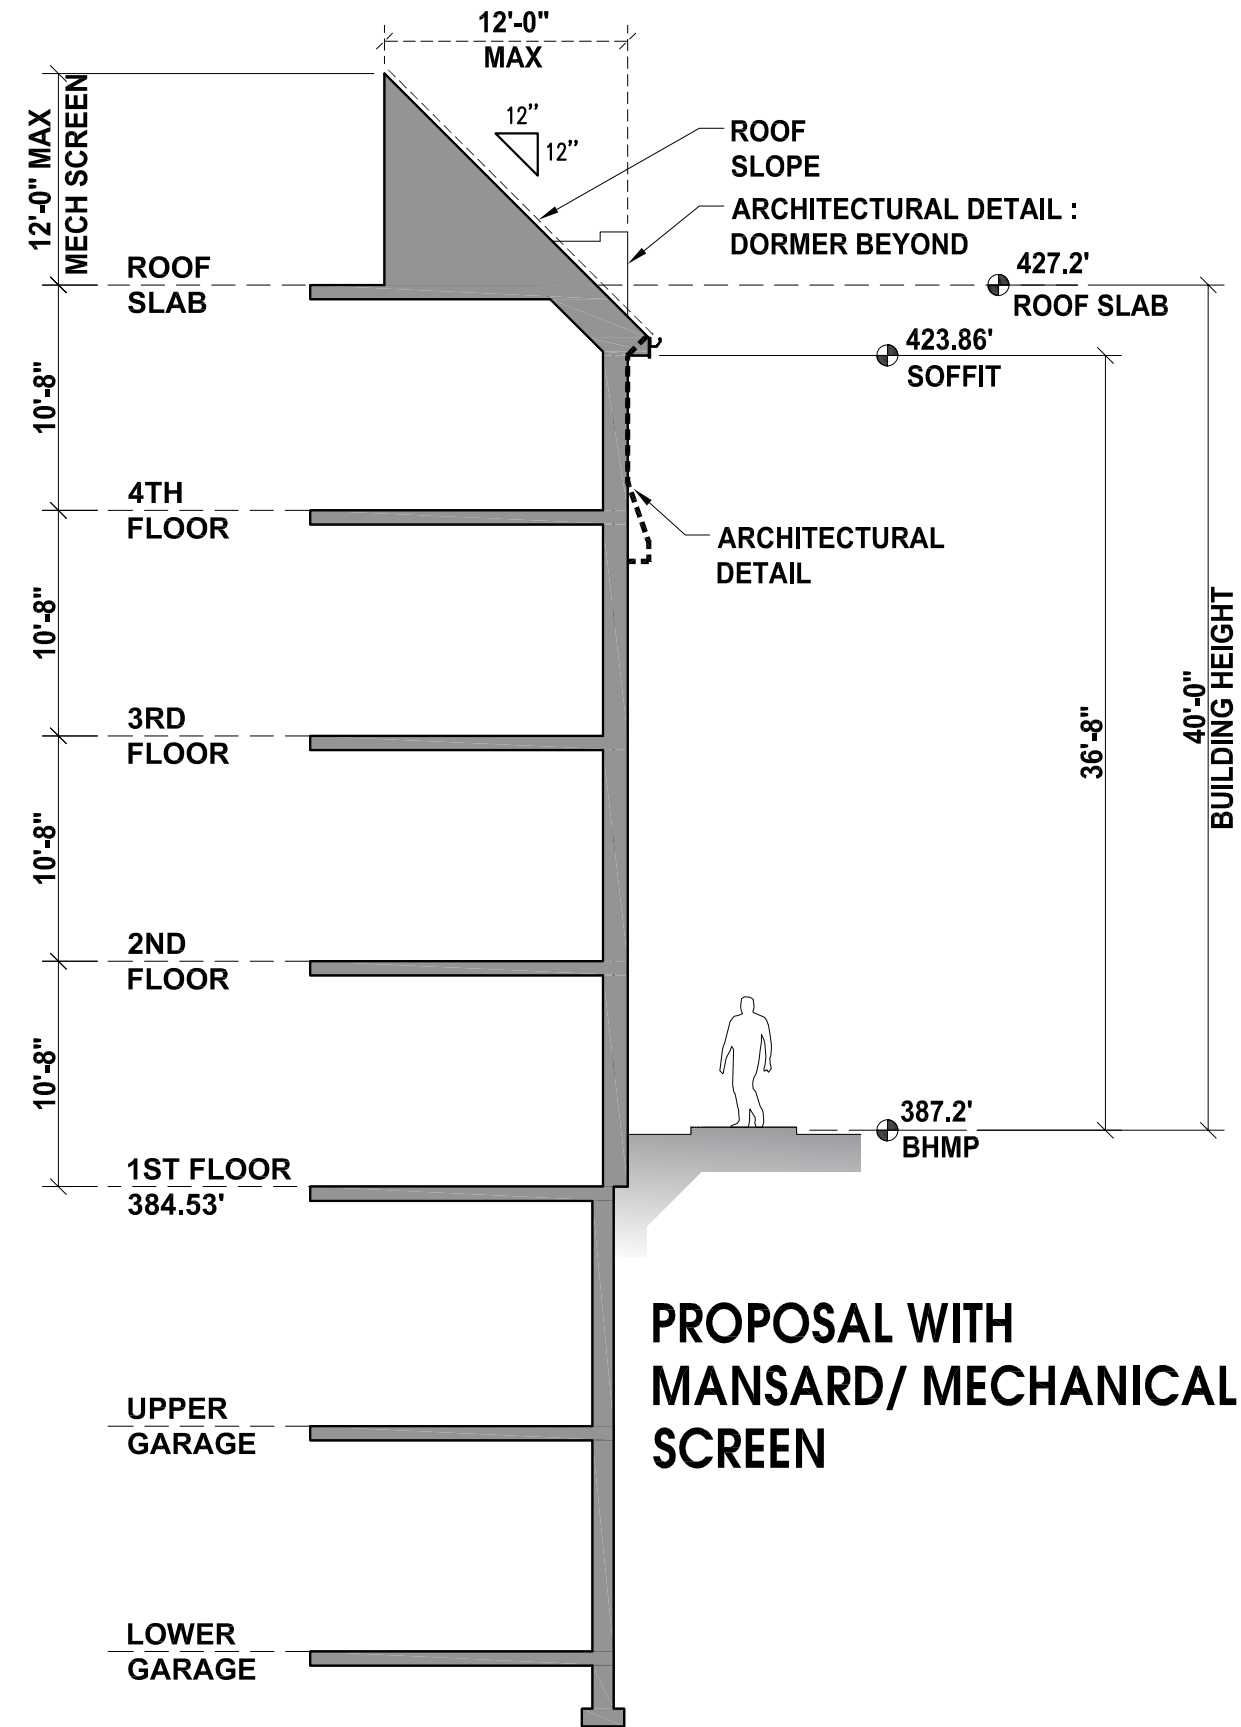 12'-0"
MAX
12'-0" MAX
MECH SCREEN
12"
12"
ROOF
SLOPE
ARCHITECTURAL DETAIL :
DORMER BEYOND
ROOF
SLAB
427.2'
ROOF SLAB
423.86'
SOFFIT
10'-8"
4TH
FLOOR
ARCHITECTURAL
DETAIL
10'-8"
3RD
FLOOR
36'-8"
40'-0"
BUILDING HEIGHT
10'-8"
2ND
FLOOR
10'-8"
387.2'
BHMP
1ST FLOOR
384.53'
PROPOSAL WITH
MANSARD/ MECHANICAL
SCREEN
UPPER
GARAGE
LOWER
GARAGE